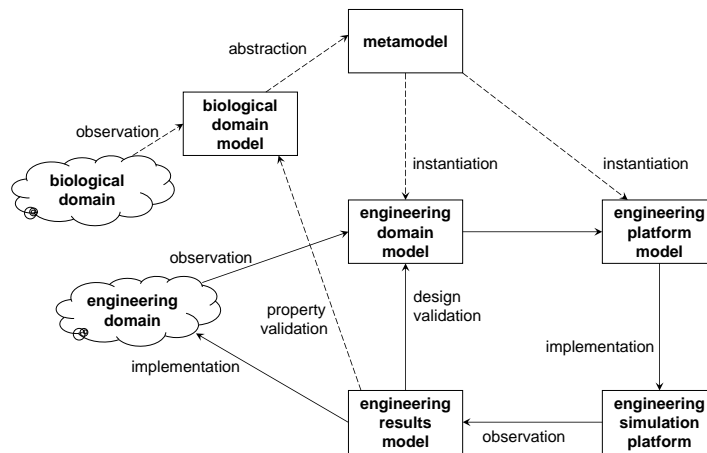 abstraction
metamodel
observation
biological
domain
model
biological
domain
instantiation
instantiation
observation
engineering
domain
model
engineering
platform
model
engineering
domain
property
validation
design
validation
implementation
implementation
engineering
results
model
observation
engineering
simulation
platform